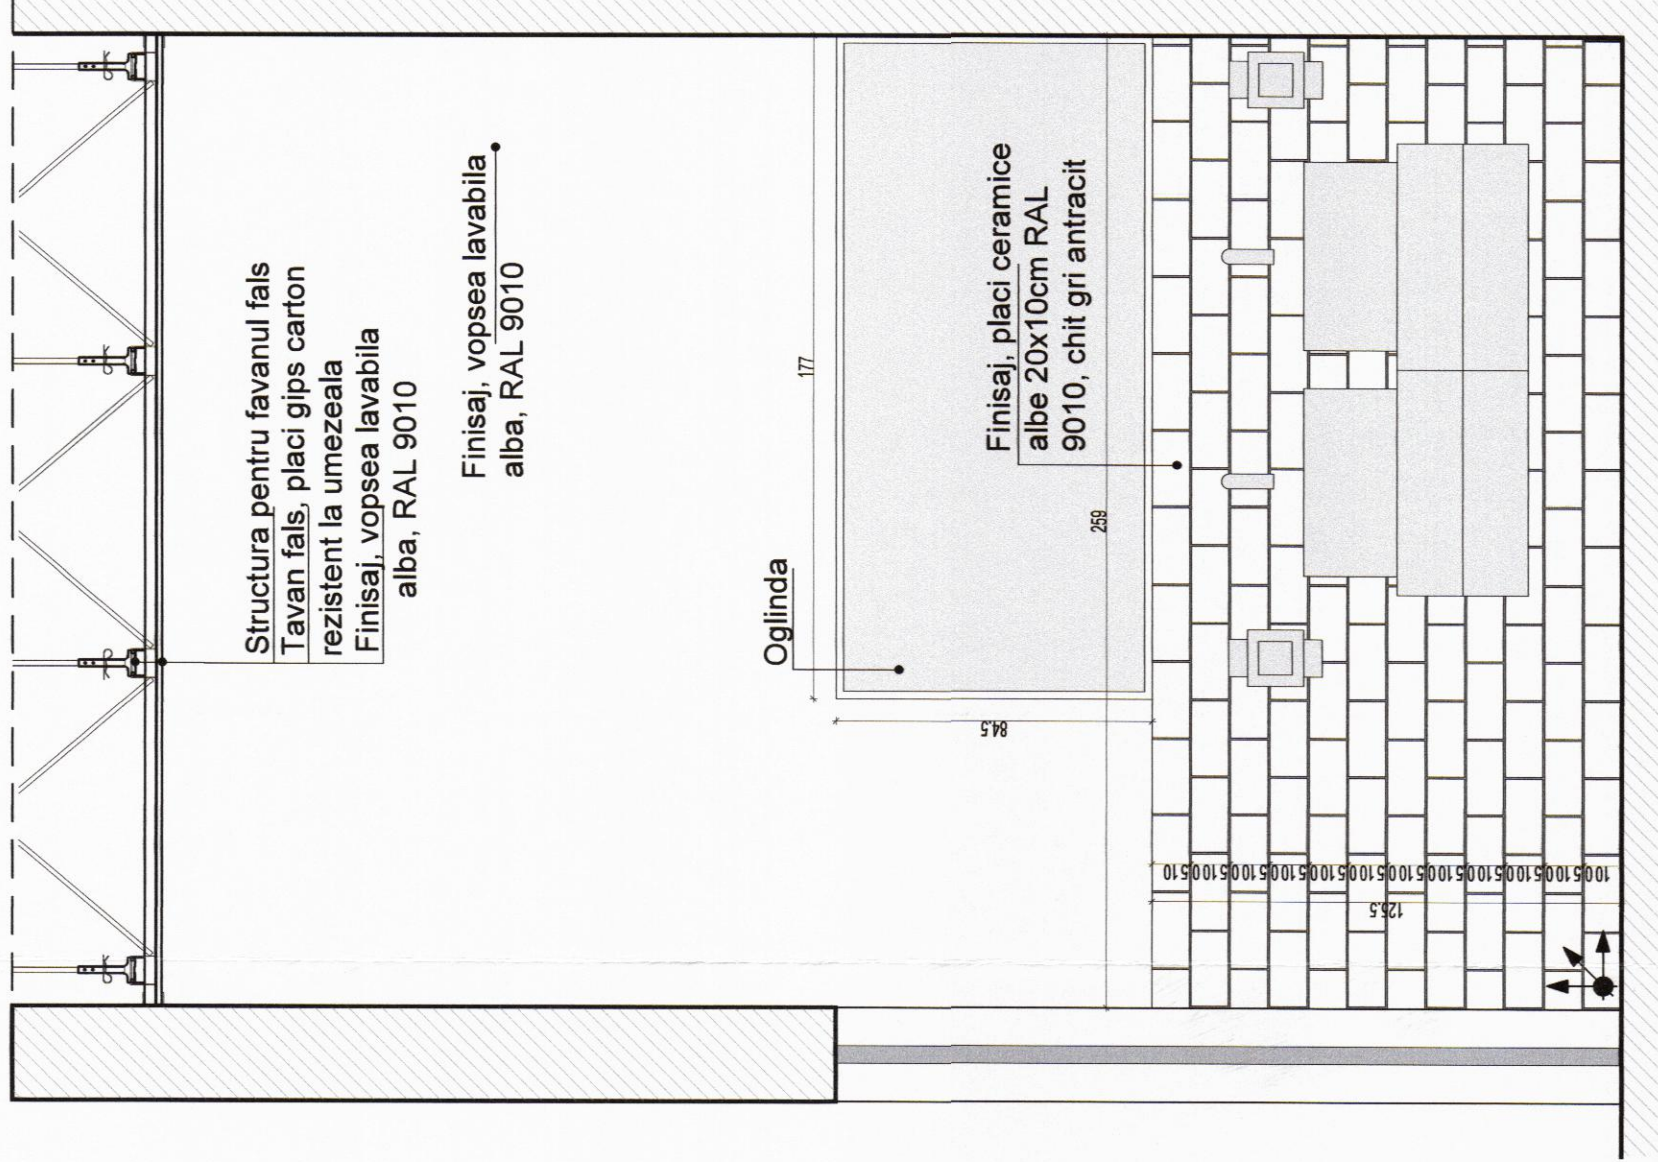 Structura pentru favanul fals
Tavan fals, placi gips carton
rezistent la umezeala
Finisaj, vopsea lavabila
alba, RAL 9010
Finisaj, vopsea lavabila
alba, RAL 9010
Oglinda
177
84.5
Finisaj, placi ceramice
albe 20x10cm RAL
9010, chit gri antracit
259
125.5